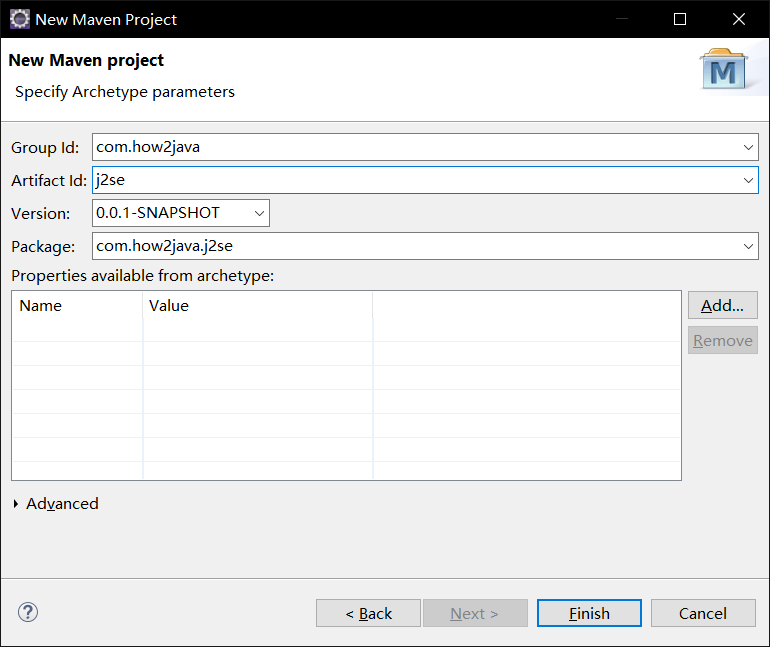 New Maven Project
New Maven project
Specify Archetype parameters
M
Group Id: com.how2java
Artifact Id: j2se
Version: 0.0.1-SNAPSHOT
Package: com.how2java.j2se
Properties available from archetype:
Name Value
Add...
Remove
Advanced
? < Back Next > Finish Cancel